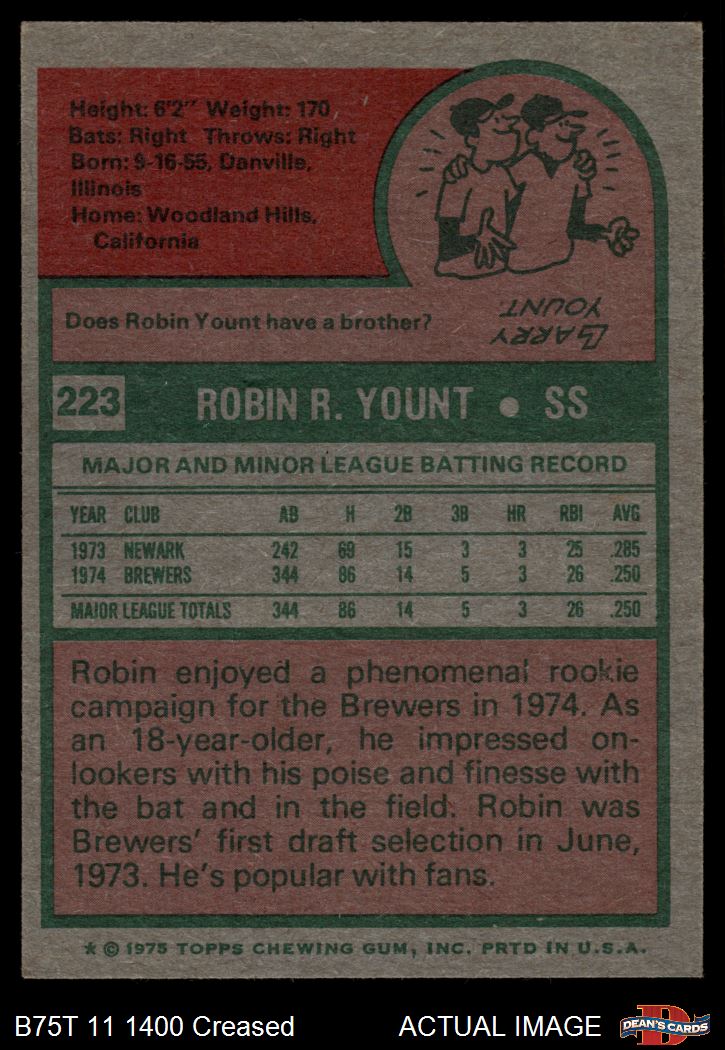 Height: 6'2" Weight: 170
Bats: Right Throws: Right
Born: 9-16-55, Danville,
Illinois
Home: Woodland Hills,
California
Does Robin Yount have a brother?
LARRY
YOUNT.
223 ROBIN R. YOUNT • SS
MAJOR AND MINOR LEAGUE BATTING RECORD
YEAR CLUB AB H 2B 3B HR RBI AVG
1973 NEWARK 242 69 15 3 3 25 .285
1974 BREWERS 344 86 14 5 3 26 .250
MAJOR LEAGUE TOTALS 344 86 14 5 3 26 .250
Robin enjoyed a phenomenal rookie
campaign for the Brewers in 1974. As
an 18-year-older, he impressed on-
lookers with his poise and finesse with
the bat and in the field. Robin was
Brewers' first draft selection in June,
1973. He's popular with fans.
* © 1975 TOPPS CHEWING GUM, INC. PRTD IN U.S.A.
B75T 11 1400 Creased ACTUAL IMAGE
D
DEAN'S CARDS